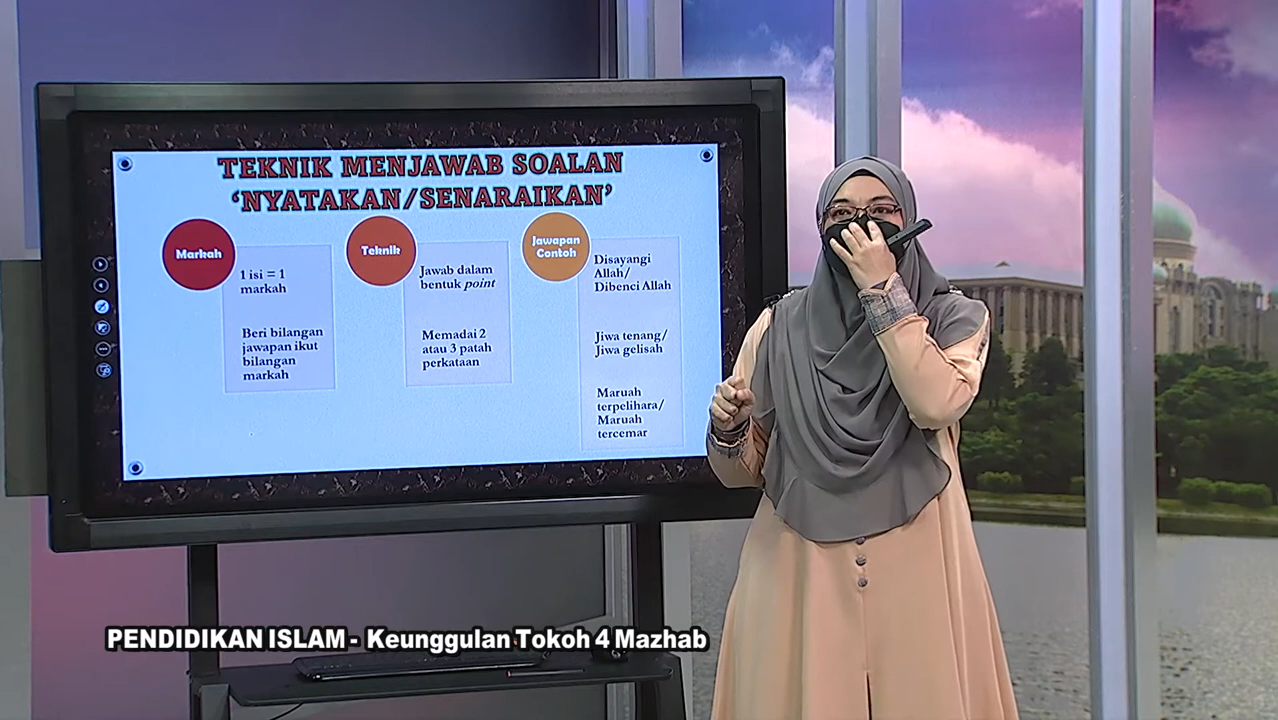 TEKNIK MENJAWAB SOALAN
‘NYATAKAN/SENARAIKAN’
Markah
1 isi = 1
markah
Beri bilangan
jawapan ikut
bilangan
markah
Teknik
Jawab dalam
bentuk point
Memadai 2
atau 3 patah
perkataan
Jawapan
Contoh
Disayangi
Allah/
Dibenci Allah
Jiwa tenang/
Jiwa gelisah
Maruah
terpelihara/
Maruah
tercemar
PENDIDIKAN ISLAM - Keunggulan Tokoh 4 Mazhab